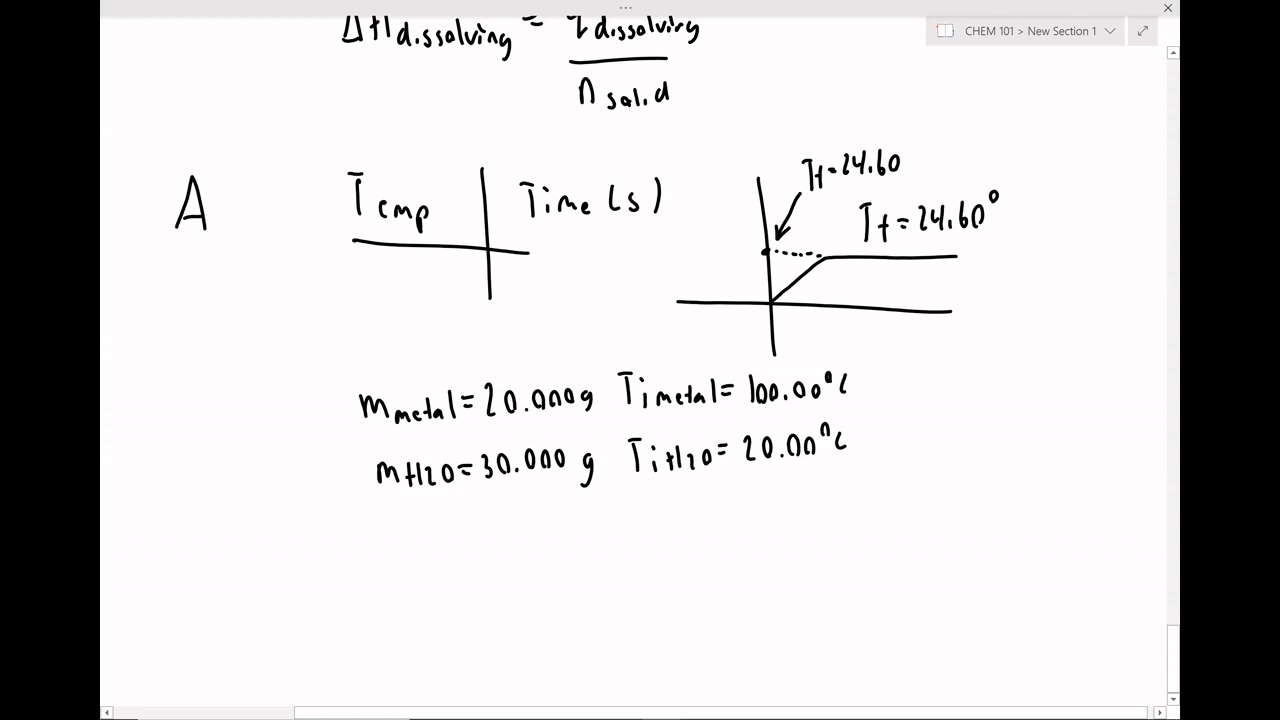 CHEM 101 > New Section 1
ΔHdissolving = qdissolving
nsolid
Tf=24.60
A
Temp Time (s)
Tf=24.60°
mmetal=20.000g Timetal=100.00°C
mH2O=30.000 g TiH2O=20.00°C